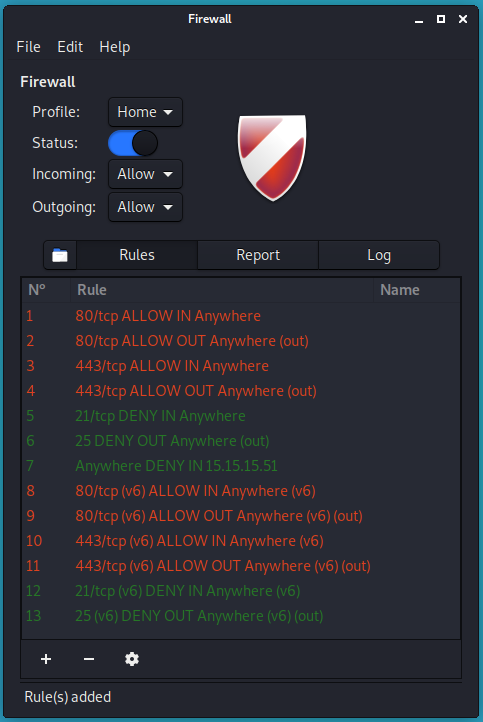 Firewall
File Edit Help
Firewall
Profile: Home
Status:
Incoming: Allow
Outgoing: Allow
Rules Report Log
Nº Rule Name
1 80/tcp ALLOW IN Anywhere
2 80/tcp ALLOW OUT Anywhere (out)
3 443/tcp ALLOW IN Anywhere
4 443/tcp ALLOW OUT Anywhere (out)
5 21/tcp DENY IN Anywhere
6 25 DENY OUT Anywhere (out)
7 Anywhere DENY IN 15.15.15.51
8 80/tcp (v6) ALLOW IN Anywhere (v6)
9 80/tcp (v6) ALLOW OUT Anywhere (v6) (out)
10 443/tcp (v6) ALLOW IN Anywhere (v6)
11 443/tcp (v6) ALLOW OUT Anywhere (v6) (out)
12 21/tcp (v6) DENY IN Anywhere (v6)
13 25 (v6) DENY OUT Anywhere (v6) (out)
Rule(s) added